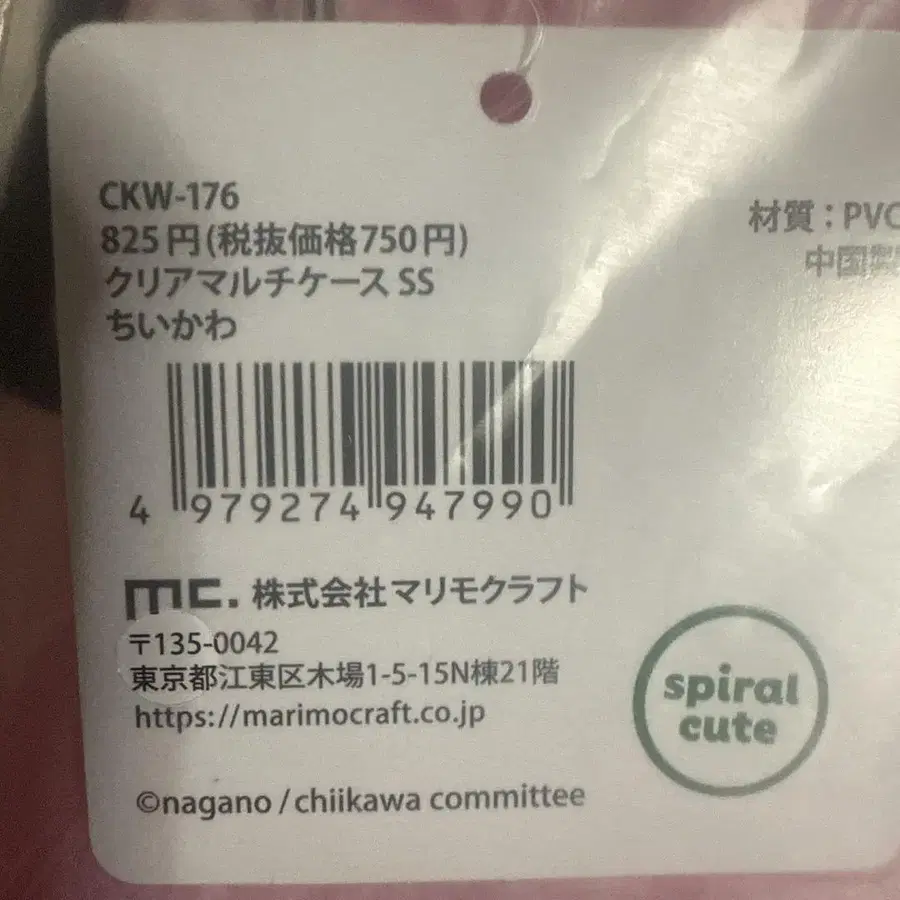 CKW-176
825円(税抜価格750円)
クリアマルチケース SS
ちいかわ
材質：PVC
中国製
4 979274 947990
mc. 株式会社マリモクラフト
〒135-0042
東京都江東区木場1-5-15N棟21階
https://marimocraft.co.jp
spiral
cute
©nagano / chiikawa committee